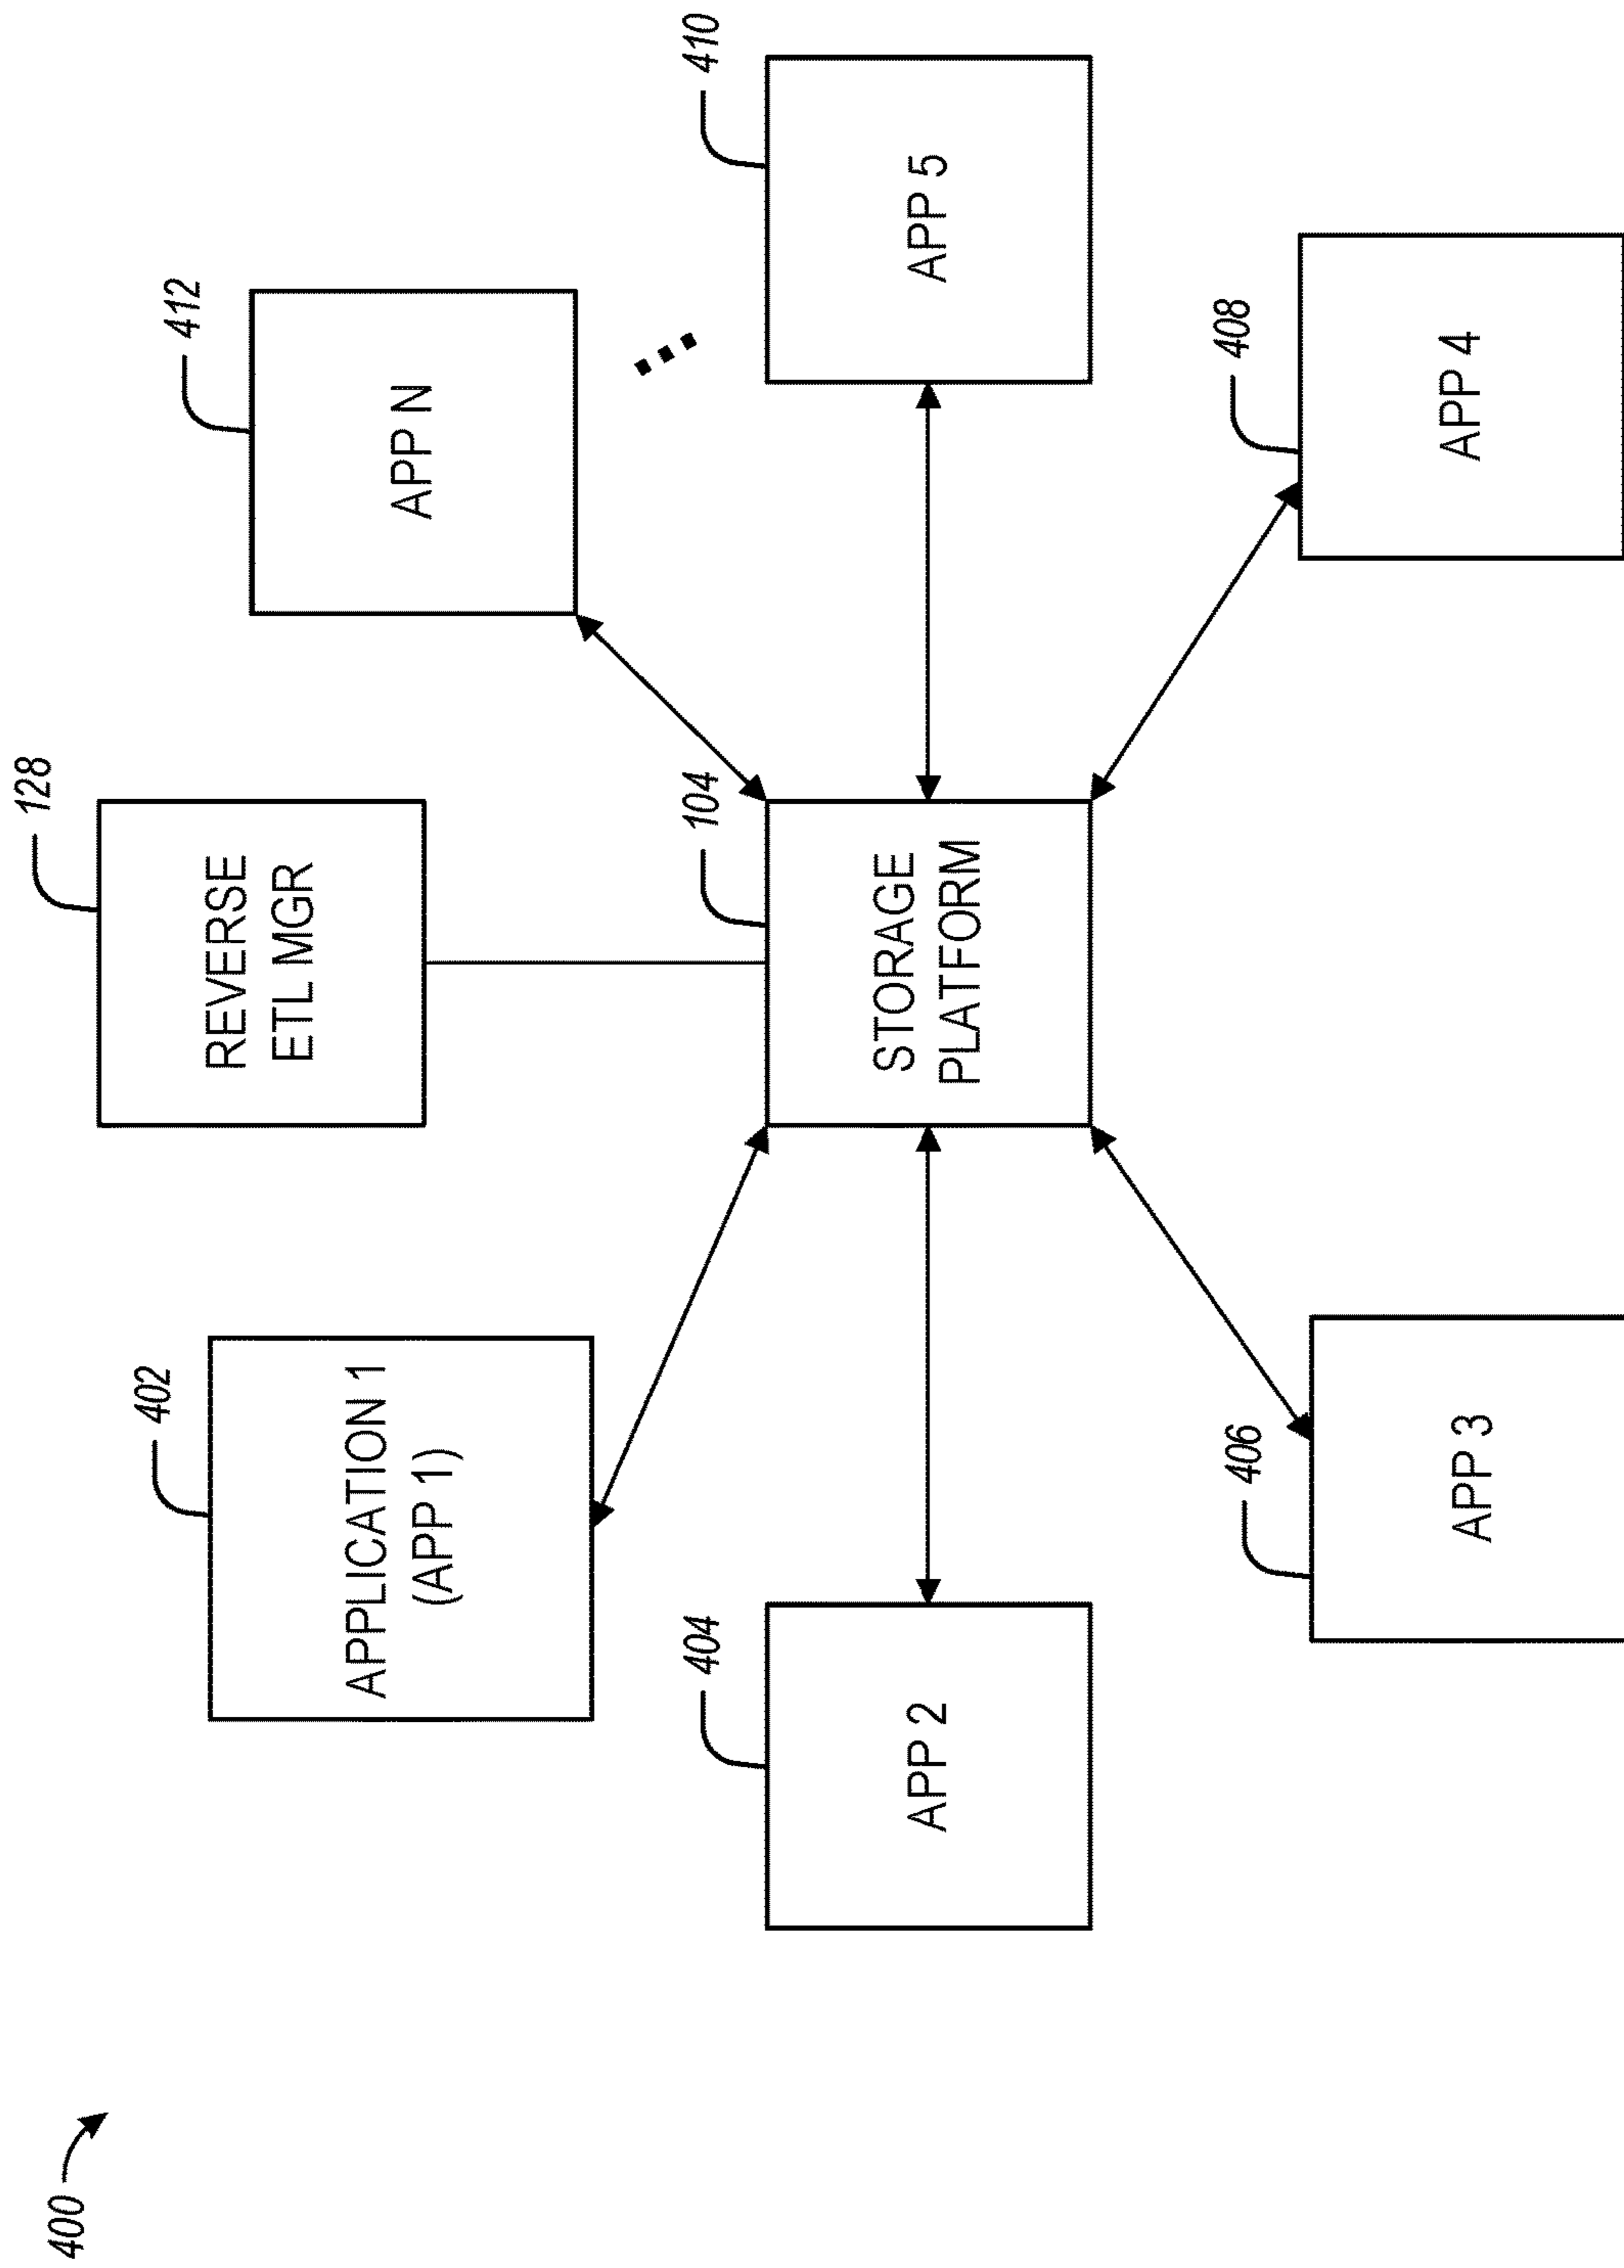 400
128
REVERSE
ETL MGR
402
APPLICATION 1
(APP 1)
412
APP N
404
APP 2
104
STORAGE
PLATFORM
410
APP 5
406
APP 3
408
APP 4